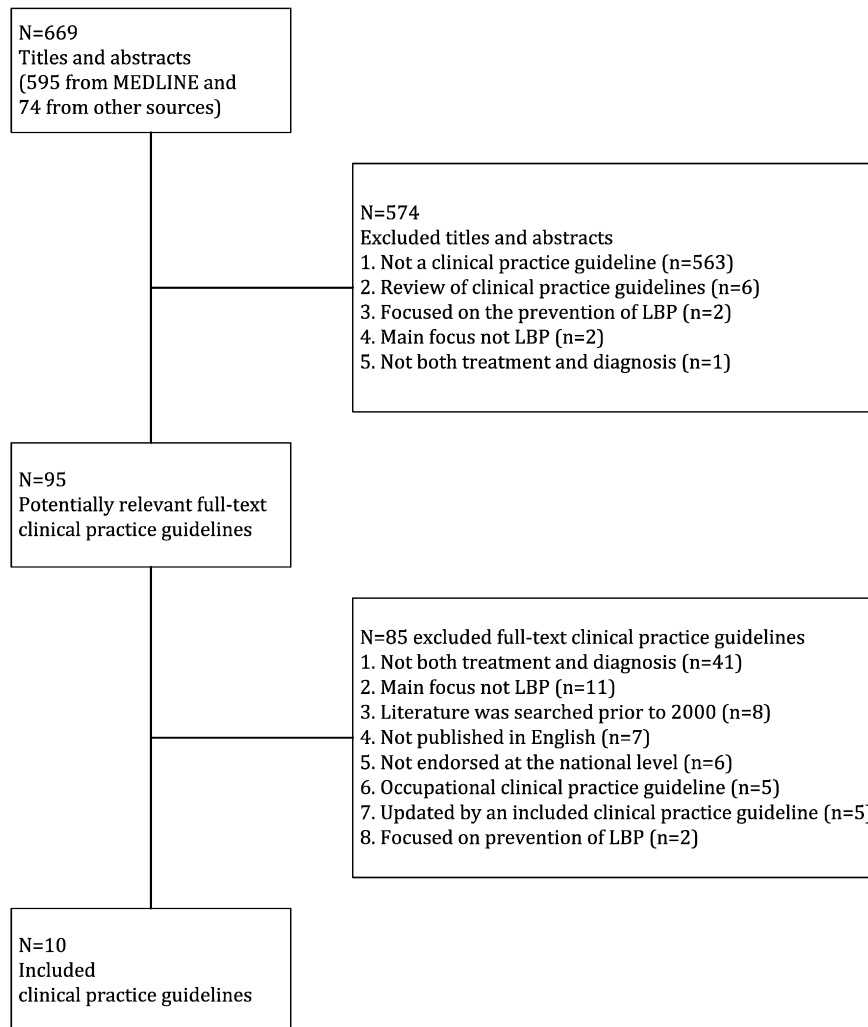 N=669
Titles and abstracts
(595 from MEDLINE and
74 from other sources)
N=574
Excluded titles and abstracts
1. Not a clinical practice guideline (n=563)
2. Review of clinical practice guidelines (n=6)
3. Focused on the prevention of LBP (n=2)
4. Main focus not LBP (n=2)
5. Not both treatment and diagnosis (n=1)
N=95
Potentially relevant full-text
clinical practice guidelines
N=85 excluded full-text clinical practice guidelines
1. Not both treatment and diagnosis (n=41)
2. Main focus not LBP (n=11)
3. Literature was searched prior to 2000 (n=8)
4. Not published in English (n=7)
5. Not endorsed at the national level (n=6)
6. Occupational clinical practice guideline (n=5)
7. Updated by an included clinical practice guideline (n=5)
8. Focused on prevention of LBP (n=2)
N=10
Included
clinical practice guidelines